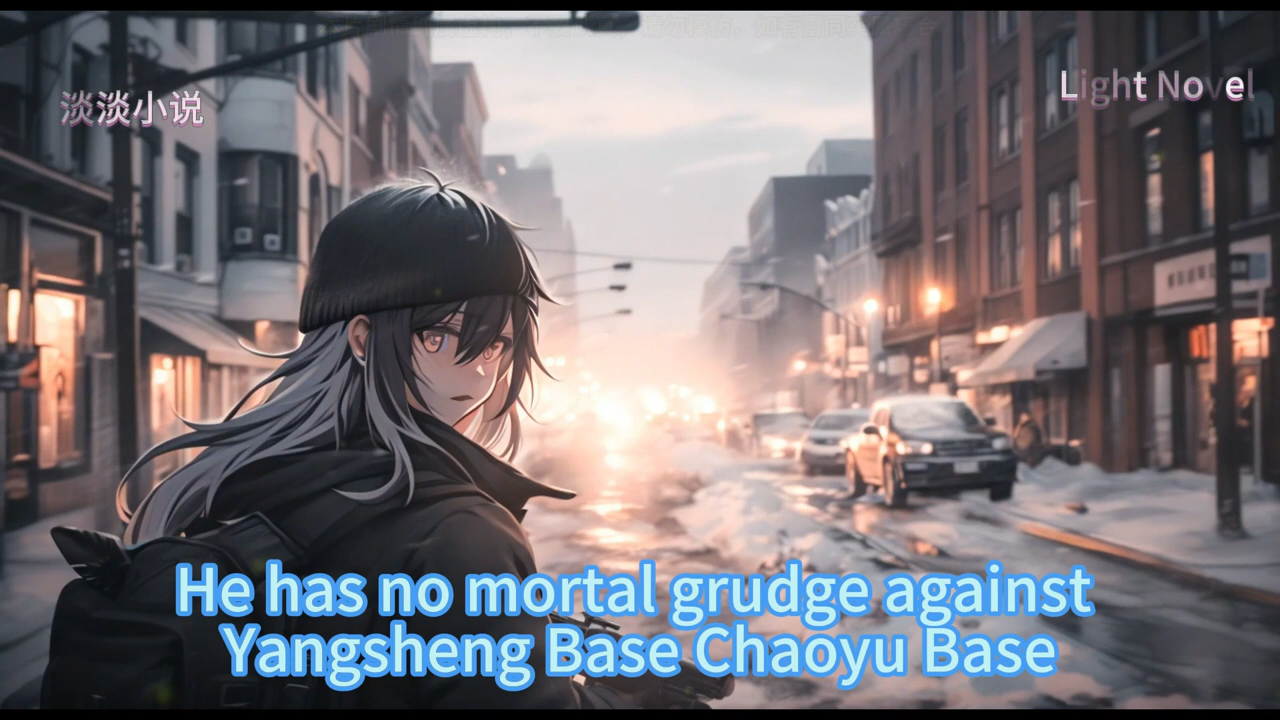 淡淡小说
Light Novel
He has no mortal grudge against
Yangsheng Base Chaoyu Base